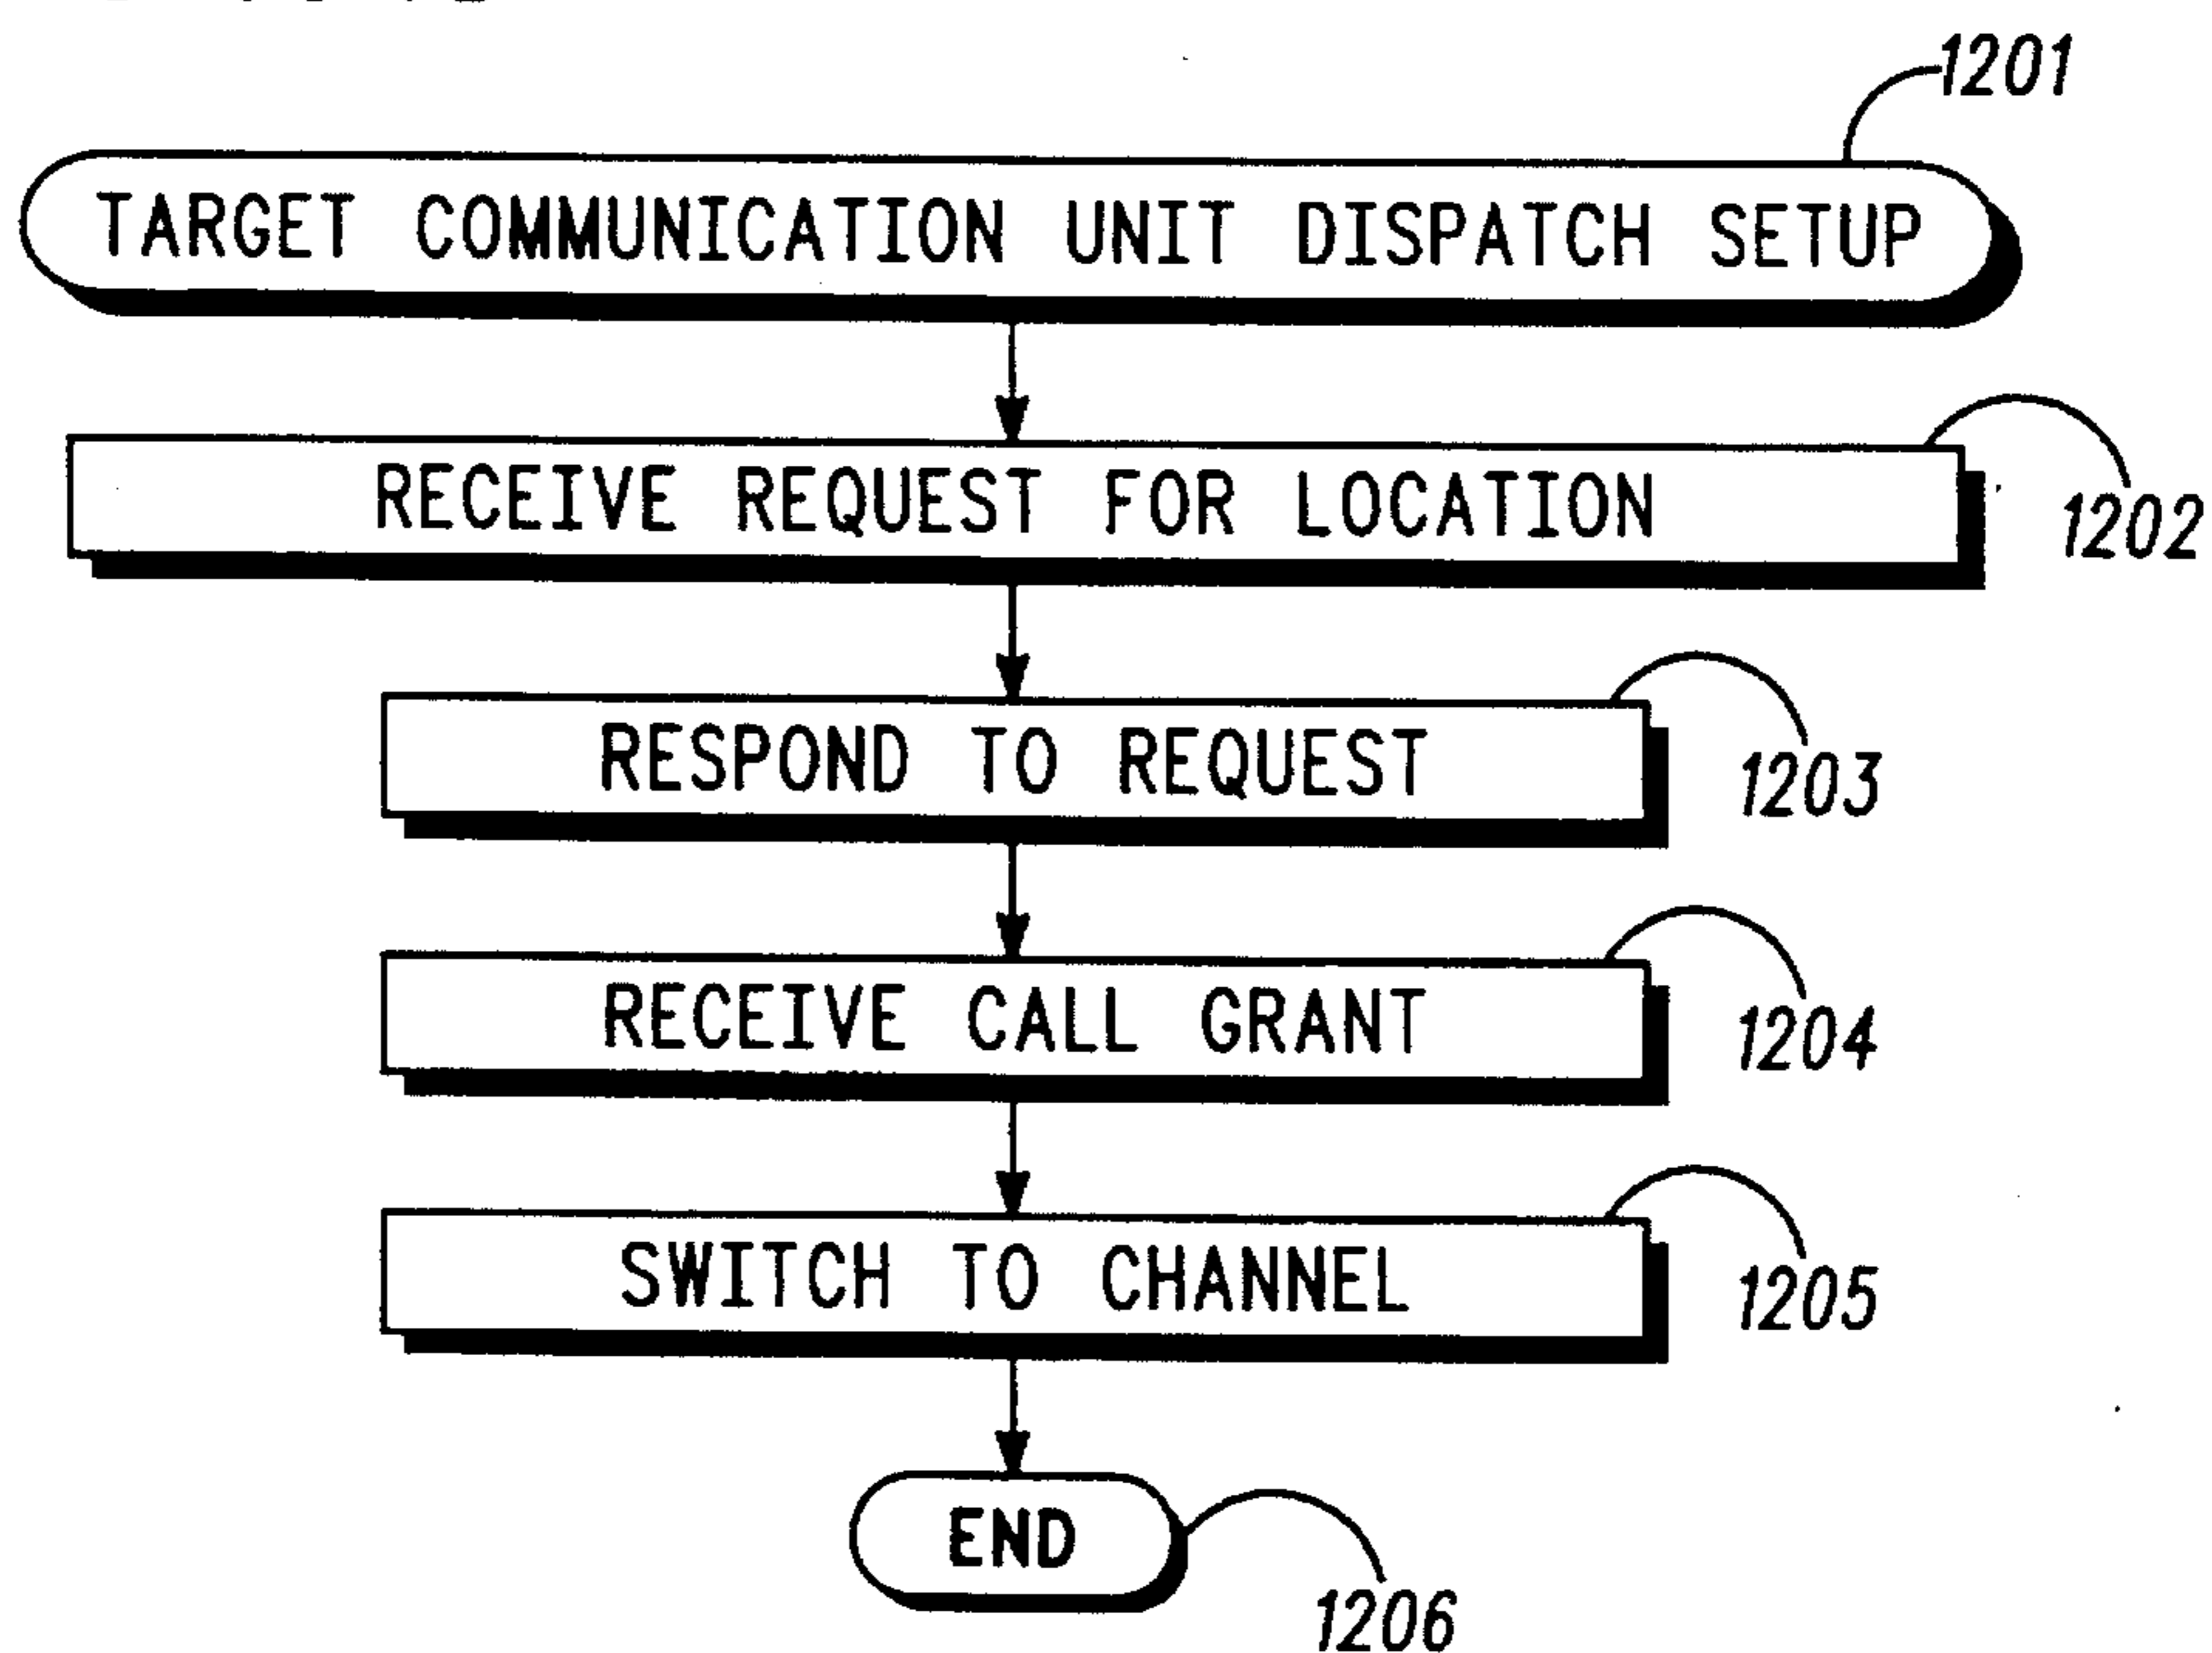 1201
TARGET COMMUNICATION UNIT DISPATCH SETUP
RECEIVE REQUEST FOR LOCATION
1202
RESPOND TO REQUEST
1203
RECEIVE CALL GRANT
1204
SWITCH TO CHANNEL
1205
END
1206